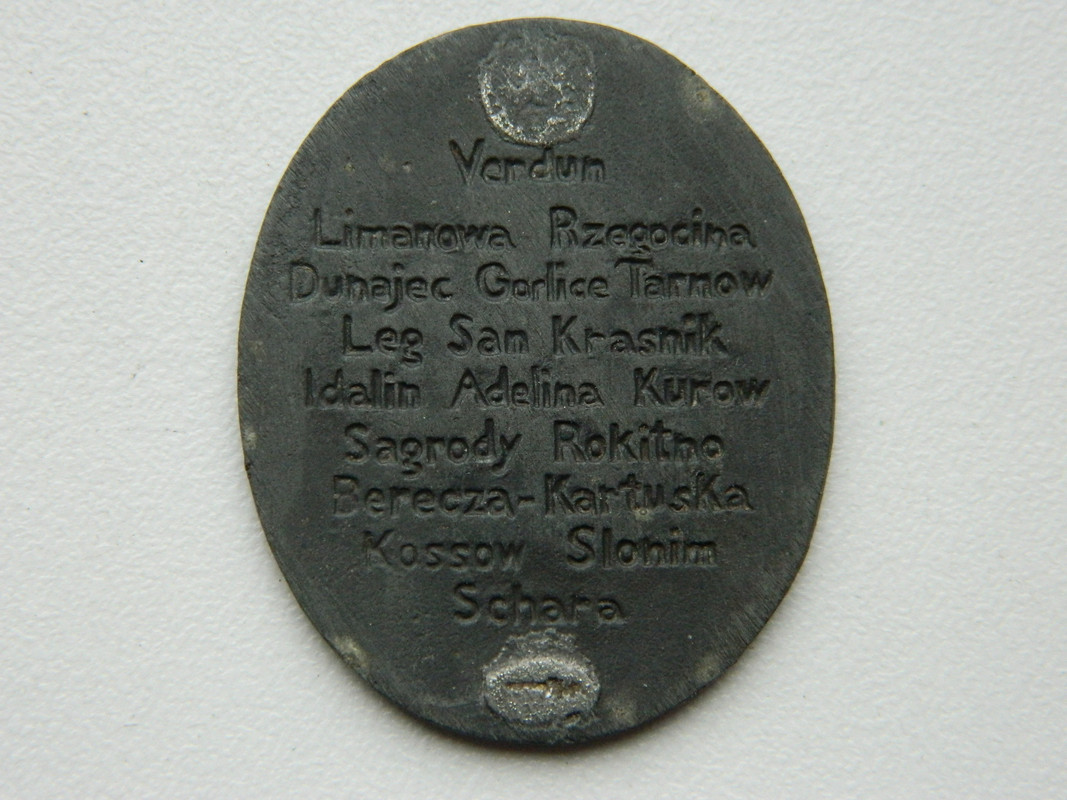 Verdun
Limanowa Rzegocina
Dunajec Gorlice Tarnow
Leg San Krasnik
Idalin Adelina Kurow
Sagrody Rokitno
Berecza-Kartuska
Kossow Slonim
Schara